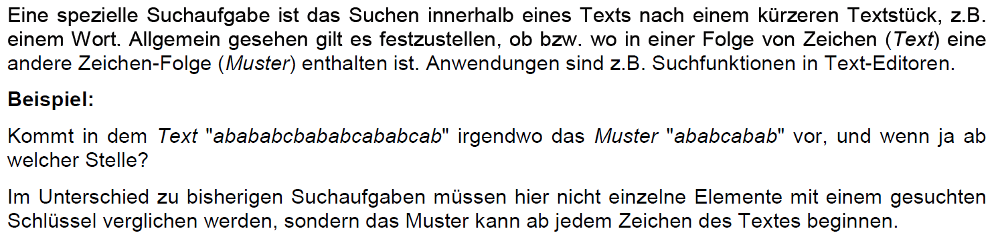 Eine spezielle Suchaufgabe ist das Suchen innerhalb eines Texts nach einem kürzeren Textstück, z.B.
einem Wort. Allgemein gesehen gilt es festzustellen, ob bzw. wo in einer Folge von Zeichen (Text) eine
andere Zeichen-Folge (Muster) enthalten ist. Anwendungen sind z.B. Suchfunktionen in Text-Editoren.
Beispiel:
Kommt in dem Text "abababcbababcababcab" irgendwo das Muster "ababcabab" vor, und wenn ja ab
welcher Stelle?
Im Unterschied zu bisherigen Suchaufgaben müssen hier nicht einzelne Elemente mit einem gesuchten
Schlüssel verglichen werden, sondern das Muster kann ab jedem Zeichen des Textes beginnen.